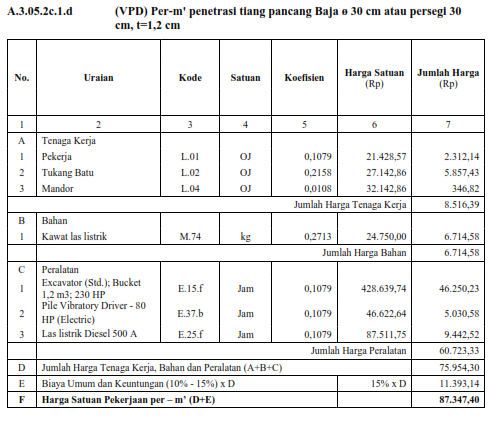 A.3.05.2c.1.d (VPD) Per-m' penetrasi tiang pancang Baja ø 30 cm atau persegi 30
cm, t=1,2 cm
No. Uraian Kode Satuan Koefisien Harga Satuan (Rp) Jumlah Harga (Rp)
1 2 3 4 5 6 7
A Tenaga Kerja
1 Pekerja L.01 OJ 0,1079 21.428,57 2.312,14
2 Tukang Batu L.02 OJ 0,2158 27.142,86 5.857,43
3 Mandor L.04 OJ 0,0108 32.142,86 346,82
Jumlah Harga Tenaga Kerja 8.516,39
B Bahan
1 Kawat las listrik M.74 kg 0,2713 24.750,00 6.714,58
Jumlah Harga Bahan 6.714,58
C Peralatan
1 Excavator (Std.); Bucket
1,2 m3; 230 HP E.15.f Jam 0,1079 428.639,74 46.250,23
2 Pile Vibratory Driver - 80
HP (Electric) E.37.b Jam 0,1079 46.622,64 5.030,58
3 Las listrik Diesel 500 A E.25.f Jam 0,1079 87.511,75 9.442,52
Jumlah Harga Peralatan 60.723,33
D Jumlah Harga Tenaga Kerja, Bahan dan Peralatan (A+B+C) 75.954,30
E Biaya Umum dan Keuntungan (10% - 15%) x D 15% x D 11.393,14
F Harga Satuan Pekerjaan per – m’ (D+E) 87.347,40